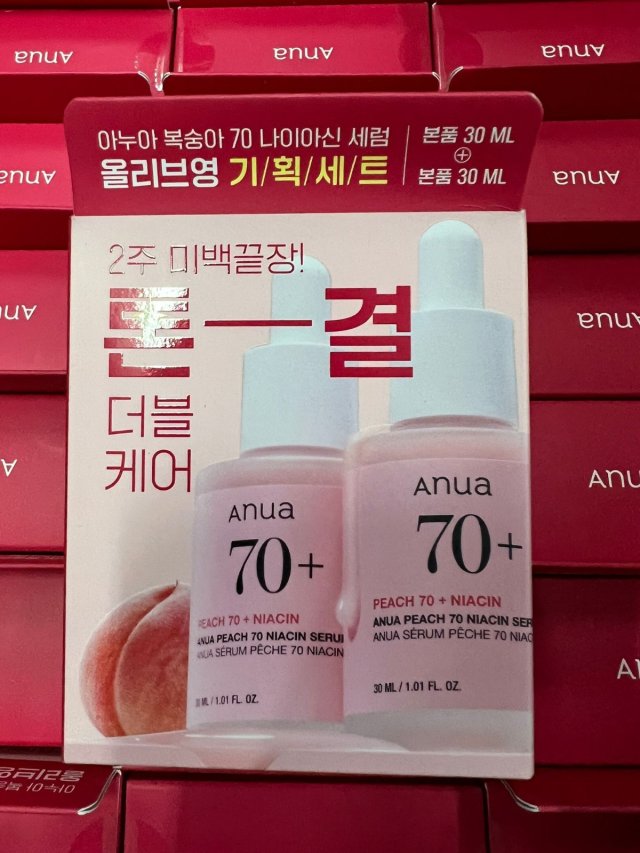 ANUA
ANUA
ANUA
아누아 복숭아 70 나이아신 세럼
올리브영 기/획/세/트
본품 30 ML
+
본품 30 ML
ANUA
ANUA
2주 미백끝장!
톤—결
더블
케어
ANUA
70+
PEACH 70 + NIACIN
ANUA PEACH 70 NIACIN SERU
ANUA SÉRUM PÊCHE 70 NIACIN
30 ML / 1.01 FL. OZ.
ANUA
70+
PEACH 70 + NIACIN
ANUA PEACH 70 NIACIN SER
ANUA SÉRUM PÊCHE 70 NIAC
30 ML / 1.01 FL. OZ.
ANUA
ANU